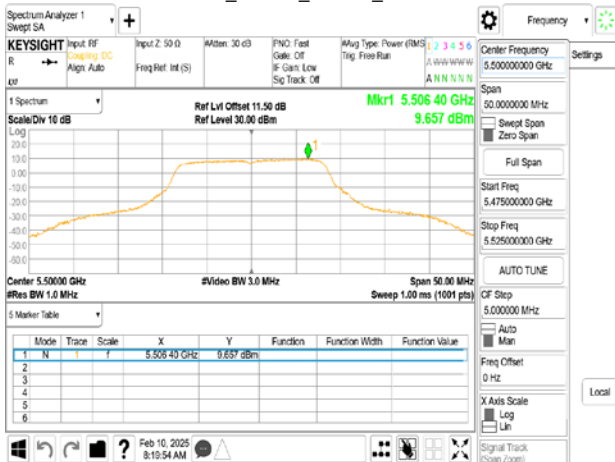 Spectrum Analyzer 1
Swept SA
Frequency
Settings
KEYSIGHT
R
Input: RF
Coupling: DC
Align: Auto
Input Z: 50 Ω
Freq Ref: Int (S)
#Atten: 30 dB
PNO: Fast
Gate: Off
IF Gain: Low
Sig Track: Off
#Avg Type: Power (RMS
Trig: Free Run
1 2 3 4 5 6
A W W W W W
A N N N N N
1 Spectrum
Scale/Div 10 dB
Ref Lvl Offset 11.50 dB
Ref Level 30.00 dBm
Mkr1 5.506 40 GHz
9.657 dBm
Log
20.0
10.0
0.00
-10.0
-20.0
-30.0
-40.0
-50.0
-60.0
1
Center 5.50000 GHz
#Res BW 1.0 MHz
#Video BW 3.0 MHz
Span 50.00 MHz
Sweep 1.00 ms (1001 pts)
5 Marker Table
Mode Trace Scale X Y Function Function Width Function Value
1 N 1 f 5.506 40 GHz 9.657 dBm
2
3
4
5
6
Center Frequency
5.500000000 GHz
Span
50.0000000 MHz
Swept Span
Zero Span
Full Span
Start Freq
5.475000000 GHz
Stop Freq
5.525000000 GHz
AUTO TUNE
CF Step
5.000000 MHz
Auto
Man
Freq Offset
0 Hz
X Axis Scale
Log
Lin
Signal Track
(Span Zoom)
Local
Feb 10, 2025
8:19:54 AM